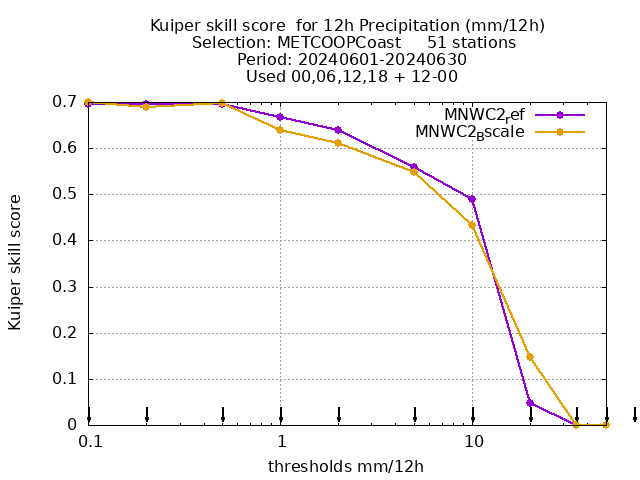 Kuiper skill score  for 12h Precipitation (mm/12h)
Selection: METCOOPCoast     51 stations
Period: 20240601-20240630
Used 00,06,12,18 + 12-00
MNWC2ref
MNWC2Bscale
0.7
0.6
0.5
0.4
0.3
0.2
0.1
0
Kuiper skill score
0.1
1
10
thresholds mm/12h